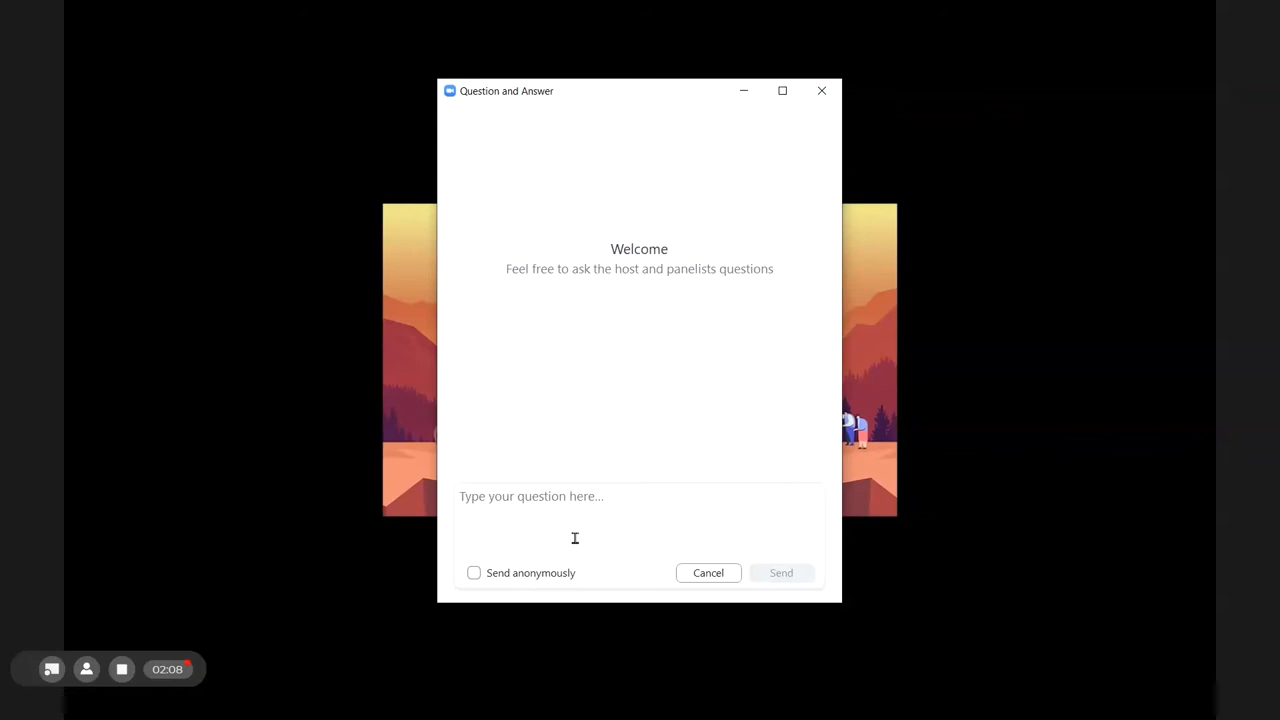 Question and Answer
Welcome
Feel free to ask the host and panelists questions
Type your question here...
Send anonymously
Cancel
Send
02:08